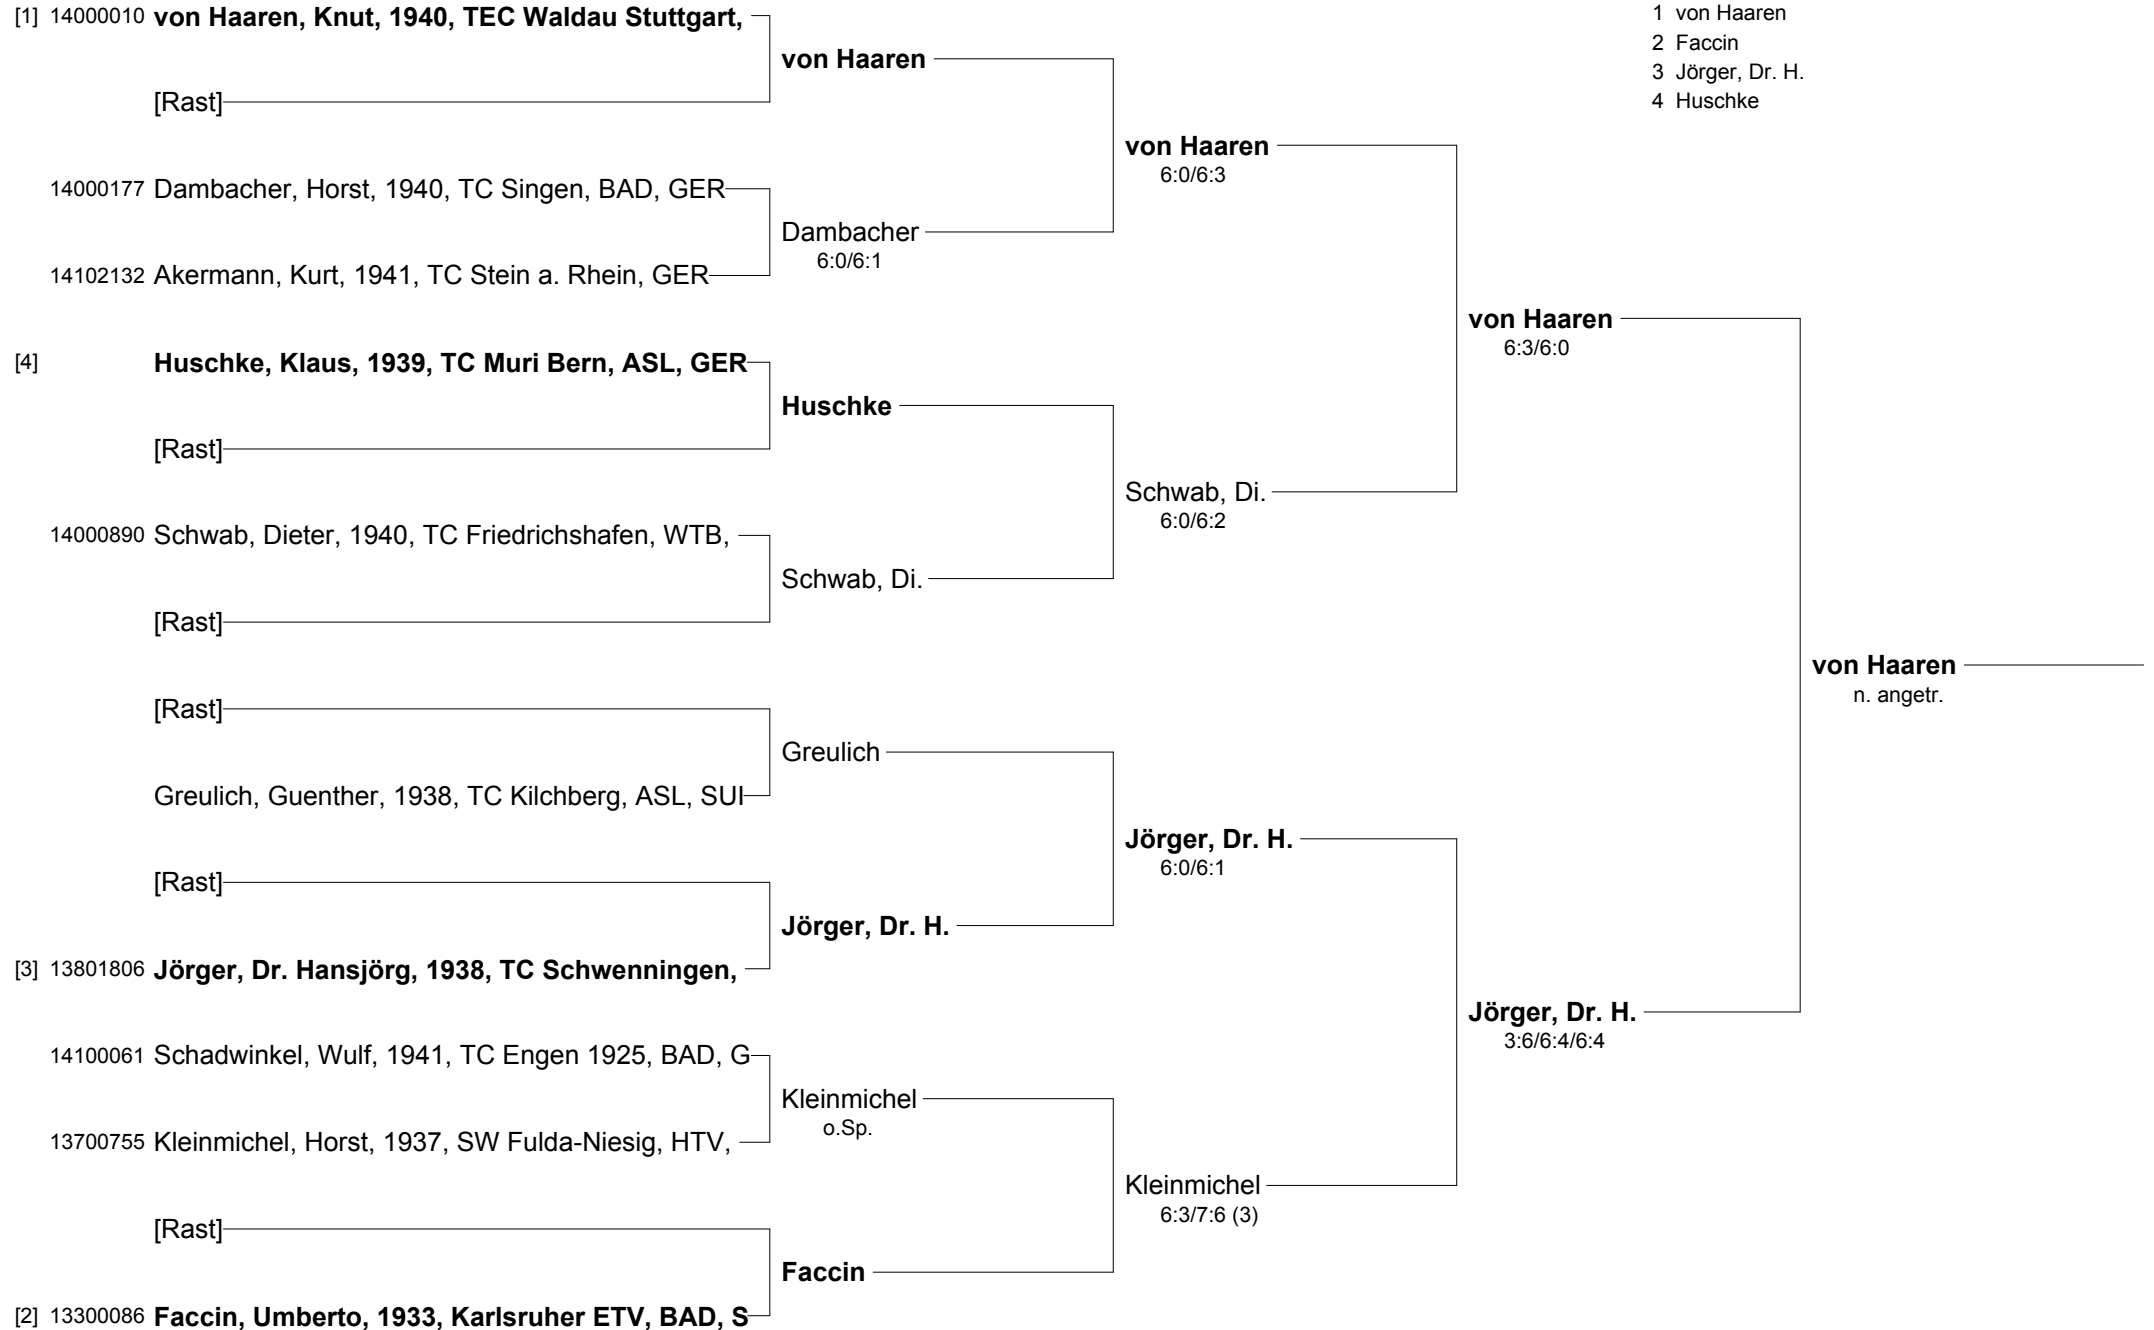 [1] 14000010 von Haaren, Knut, 1940, TEC Waldau Stuttgart,
[Rast]
14000177 Dambacher, Horst, 1940, TC Singen, BAD, GER
14102132 Akermann, Kurt, 1941, TC Stein a. Rhein, GER
[4] Huschke, Klaus, 1939, TC Muri Bern, ASL, GER
[Rast]
14000890 Schwab, Dieter, 1940, TC Friedrichshafen, WTB,
[Rast]
[Rast]
Greulich, Guenther, 1938, TC Kilchberg, ASL, SUI
[Rast]
[3] 13801806 Jörger, Dr. Hansjörg, 1938, TC Schwenningen,
14100061 Schadwinkel, Wulf, 1941, TC Engen 1925, BAD, G
13700755 Kleinmichel, Horst, 1937, SW Fulda-Niesig, HTV,
[Rast]
[2] 13300086 Faccin, Umberto, 1933, Karlsruher ETV, BAD, S
von Haaren
Dambacher
6:0/6:1
Huschke
Schwab, Di.
Greulich
Jörger, Dr. H.
Kleinmichel
o.Sp.
Faccin
von Haaren
6:0/6:3
Schwab, Di.
6:0/6:2
Jörger, Dr. H.
6:0/6:1
Kleinmichel
6:3/7:6 (3)
von Haaren
6:3/6:0
Jörger, Dr. H.
3:6/6:4/6:4
von Haaren
n. angetr.
1 von Haaren
2 Faccin
3 Jörger, Dr. H.
4 Huschke